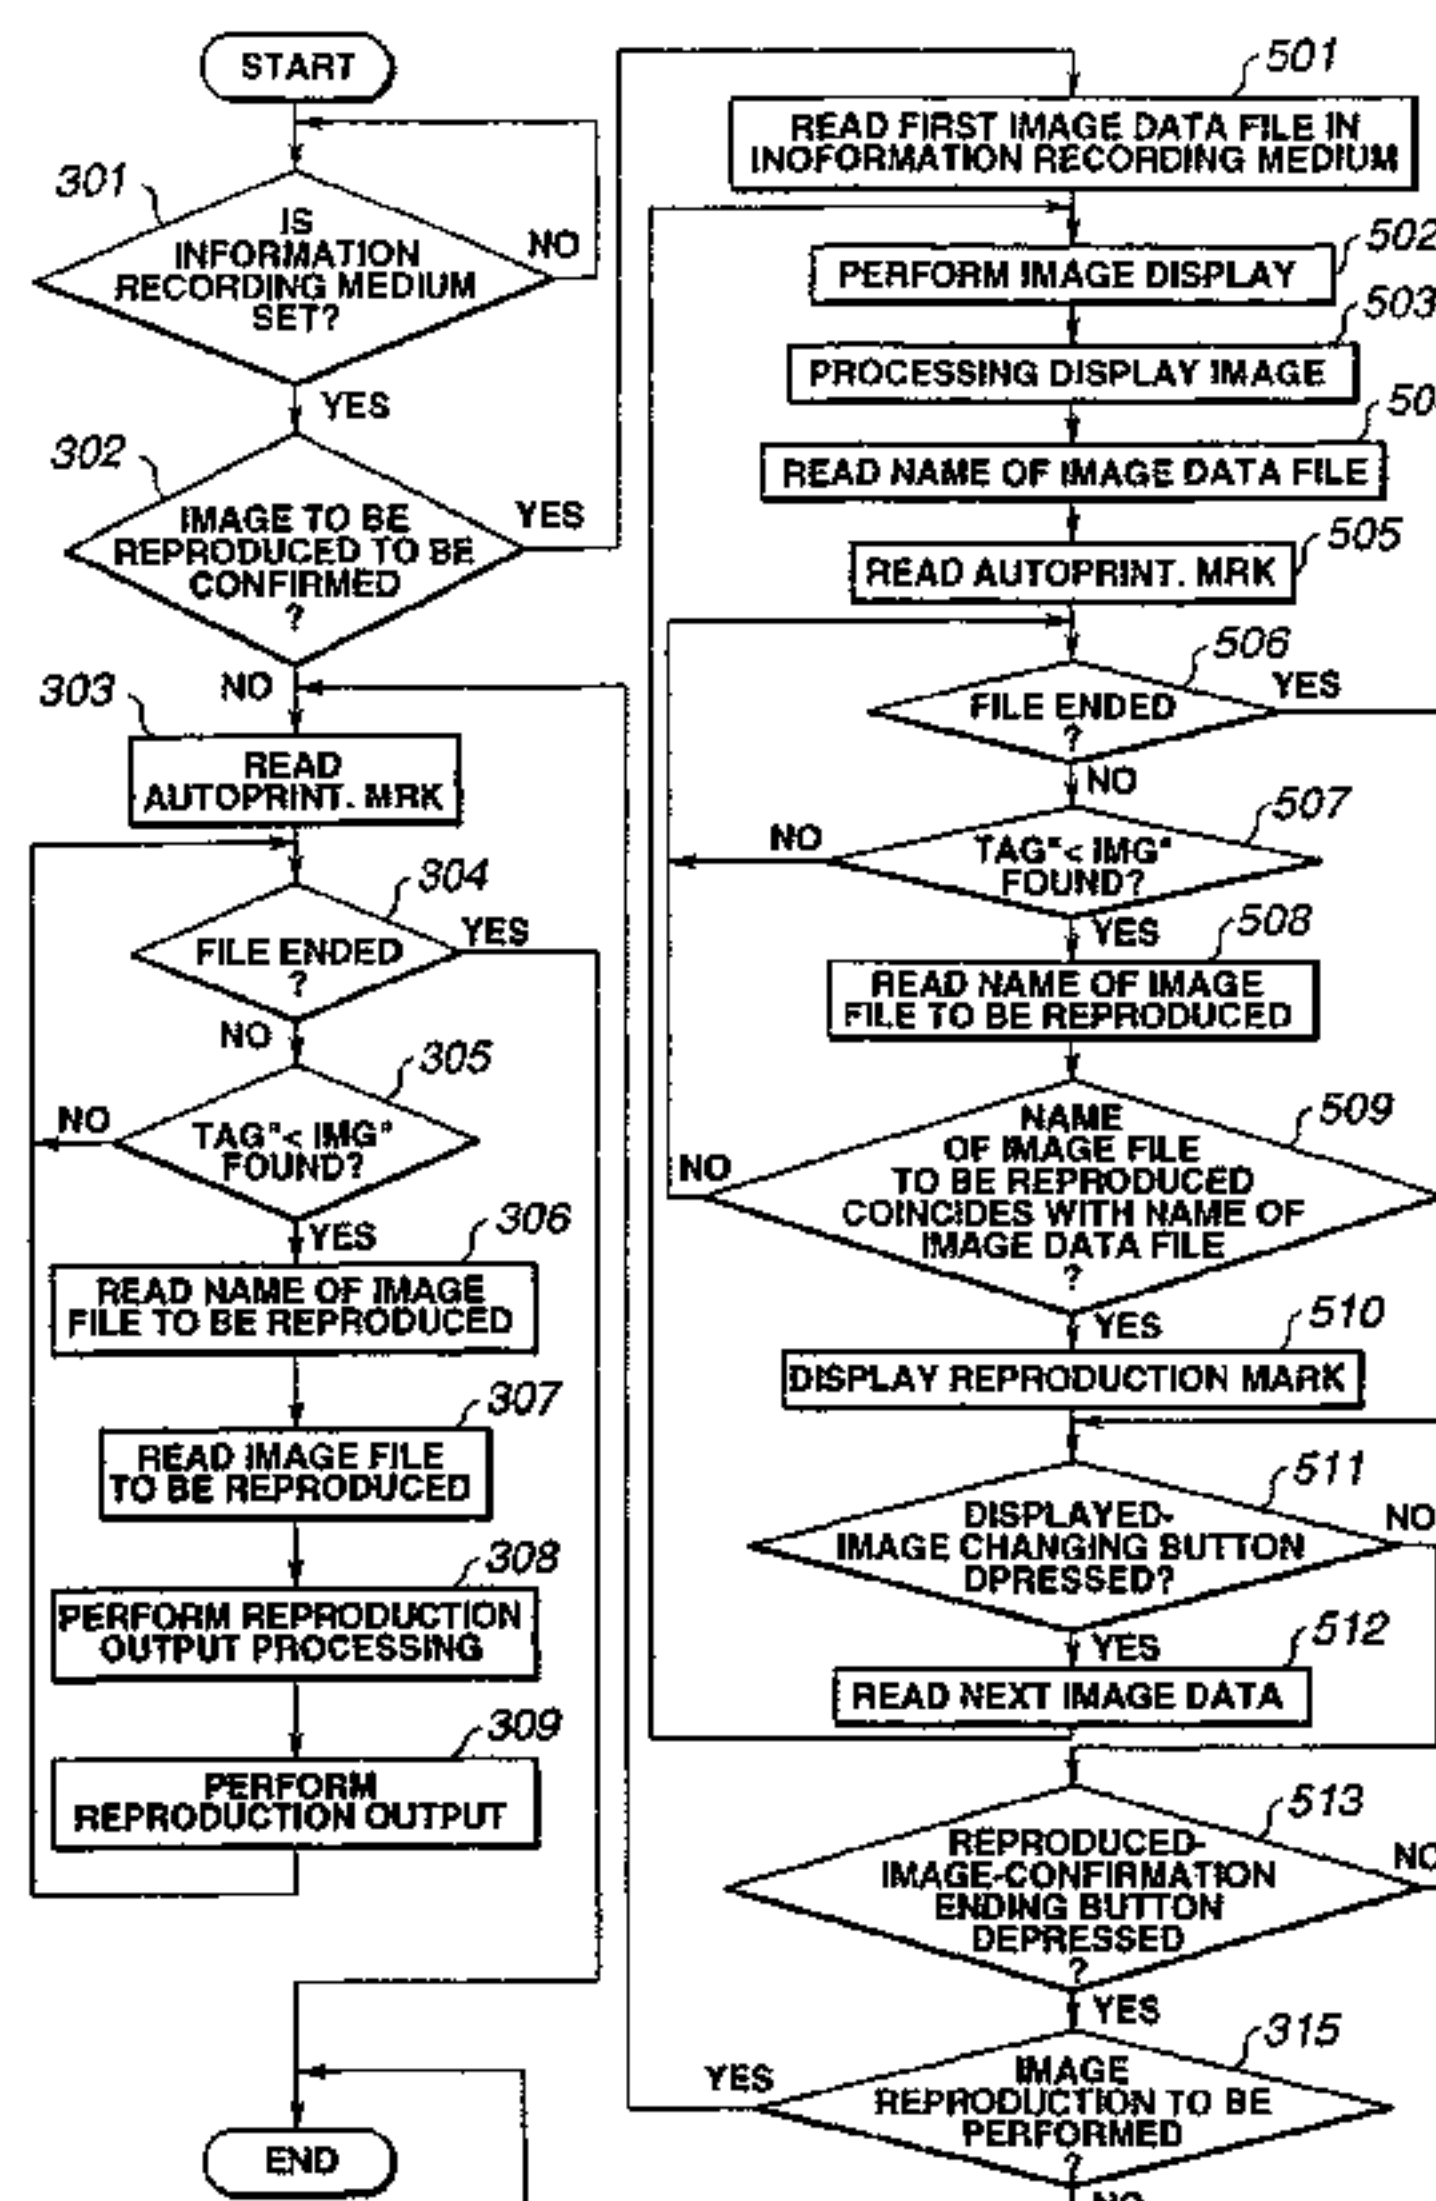 START
301
IS
INFORMATION
RECORDING MEDIUM
SET?
NO
YES
302
IMAGE TO BE
REPRODUCED TO BE
CONFIRMED
?
YES
NO
303
READ
AUTOPRINT. MRK
304
FILE ENDED
?
YES
NO
305
TAG"< IMG"
FOUND?
NO
YES
306
READ NAME OF IMAGE
FILE TO BE REPRODUCED
307
READ IMAGE FILE
TO BE REPRODUCED
308
PERFORM REPRODUCTION
OUTPUT PROCESSING
309
PERFORM
REPRODUCTION OUTPUT
END
501
READ FIRST IMAGE DATA FILE IN
INOFORMATION RECORDING MEDIUM
502
PERFORM IMAGE DISPLAY
503
PROCESSING DISPLAY IMAGE
READ NAME OF IMAGE DATA FILE
505
READ AUTOPRINT. MRK
506
FILE ENDED
?
YES
NO
507
TAG"< IMG"
FOUND?
NO
YES
508
READ NAME OF IMAGE
FILE TO BE REPRODUCED
509
NAME
OF IMAGE FILE
TO BE REPRODUCED
COINCIDES WITH NAME OF
IMAGE DATA FILE
?
NO
YES
510
DISPLAY REPRODUCTION MARK
511
DISPLAYED-
IMAGE CHANGING BUTTON
DPRESSED?
NO
YES
512
READ NEXT IMAGE DATA
513
REPRODUCED-
IMAGE-CONFIRMATION
ENDING BUTTON
DEPRESSED
?
NO
YES
315
IMAGE
REPRODUCTION TO BE
PERFORMED
?
YES
NO